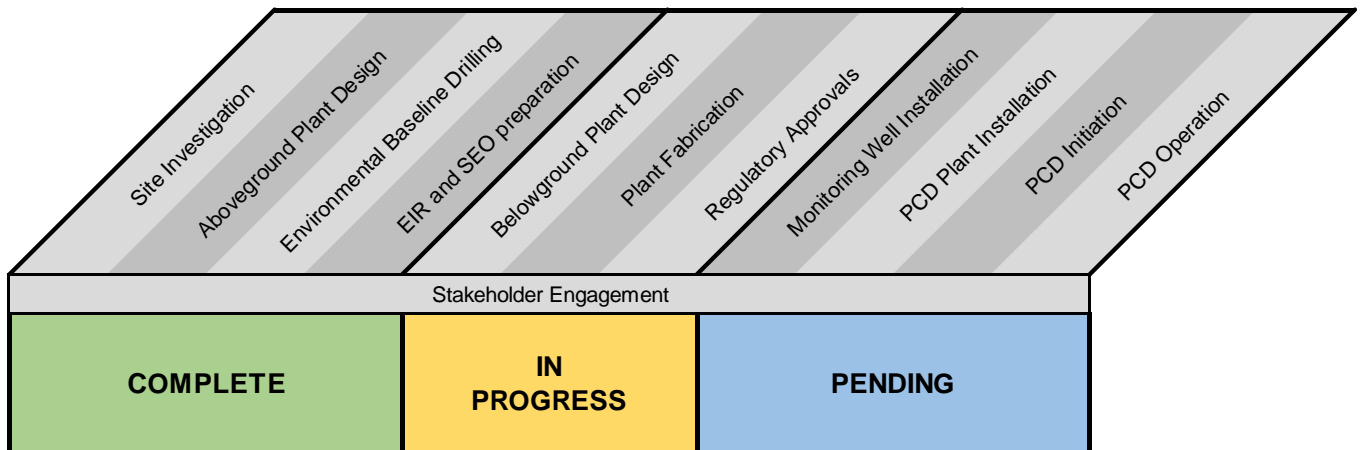 Site Investigation
Aboveground Plant Design
Environmental Baseline Drilling
EIR and SEO preparation
Belowground Plant Design
Plant Fabrication
Regulatory Approvals
Monitoring Well Installation
PCD Plant Installation
PCD Initiation
PCD Operation
Stakeholder Engagement
COMPLETE
IN
PROGRESS
PENDING